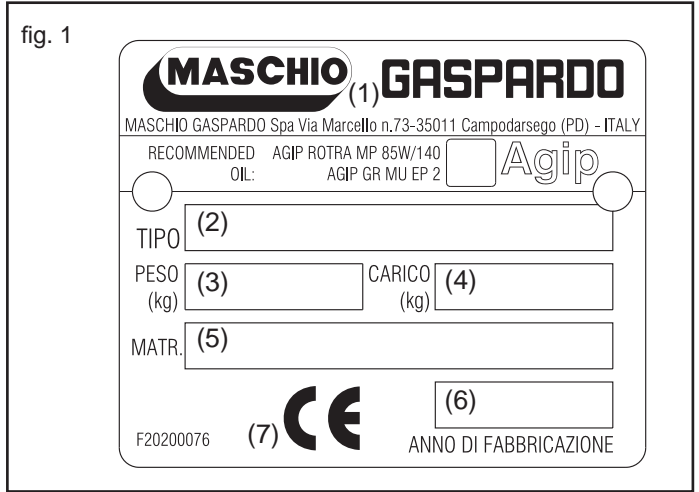 fig. 1
MASCHIO (1) GASPARDO
MASCHIO GASPARDO Spa Via Marcello n.73-35011 Campodarsego (PD) - ITALY
RECOMMENDED AGIP ROTRA MP 85W/140 Agip
OIL: AGIP GR MU EP 2
TIPO (2)
PESO (3) CARICO (4)
(kg) (kg)
MATR. (5)
(6)
F20200076 (7) CE ANNO DI FABBRICAZIONE